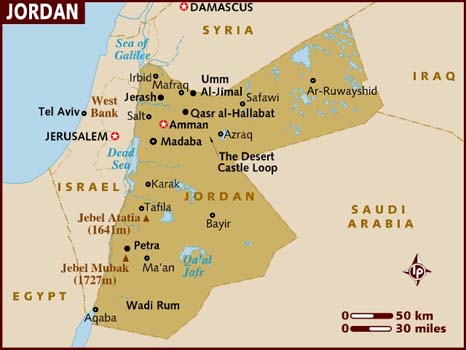 JORDAN
DAMASCUS
SYRIA
Sea of
Galilee
IRAQ
Irbid
Mafraq
Umm
Al-Jimal
Ar-Ruwayshid
West
Bank
Jerash
Safawi
Tel Aviv
Salt
Qasr al-Hallabat
Amman
JERUSALEM
Azraq
Madaba
Dead
Sea
The Desert
Castle Loop
ISRAEL
Karak
JORDAN
Tafila
Jebel Atatia
(1641m)
Bayir
SAUDI
ARABIA
Petra
Jebel Mubak
(1727m)
Ma'an
Qa'al
Jafr
EGYPT
Wadi Rum
Aqaba
LP
0 50 km
0 30 miles